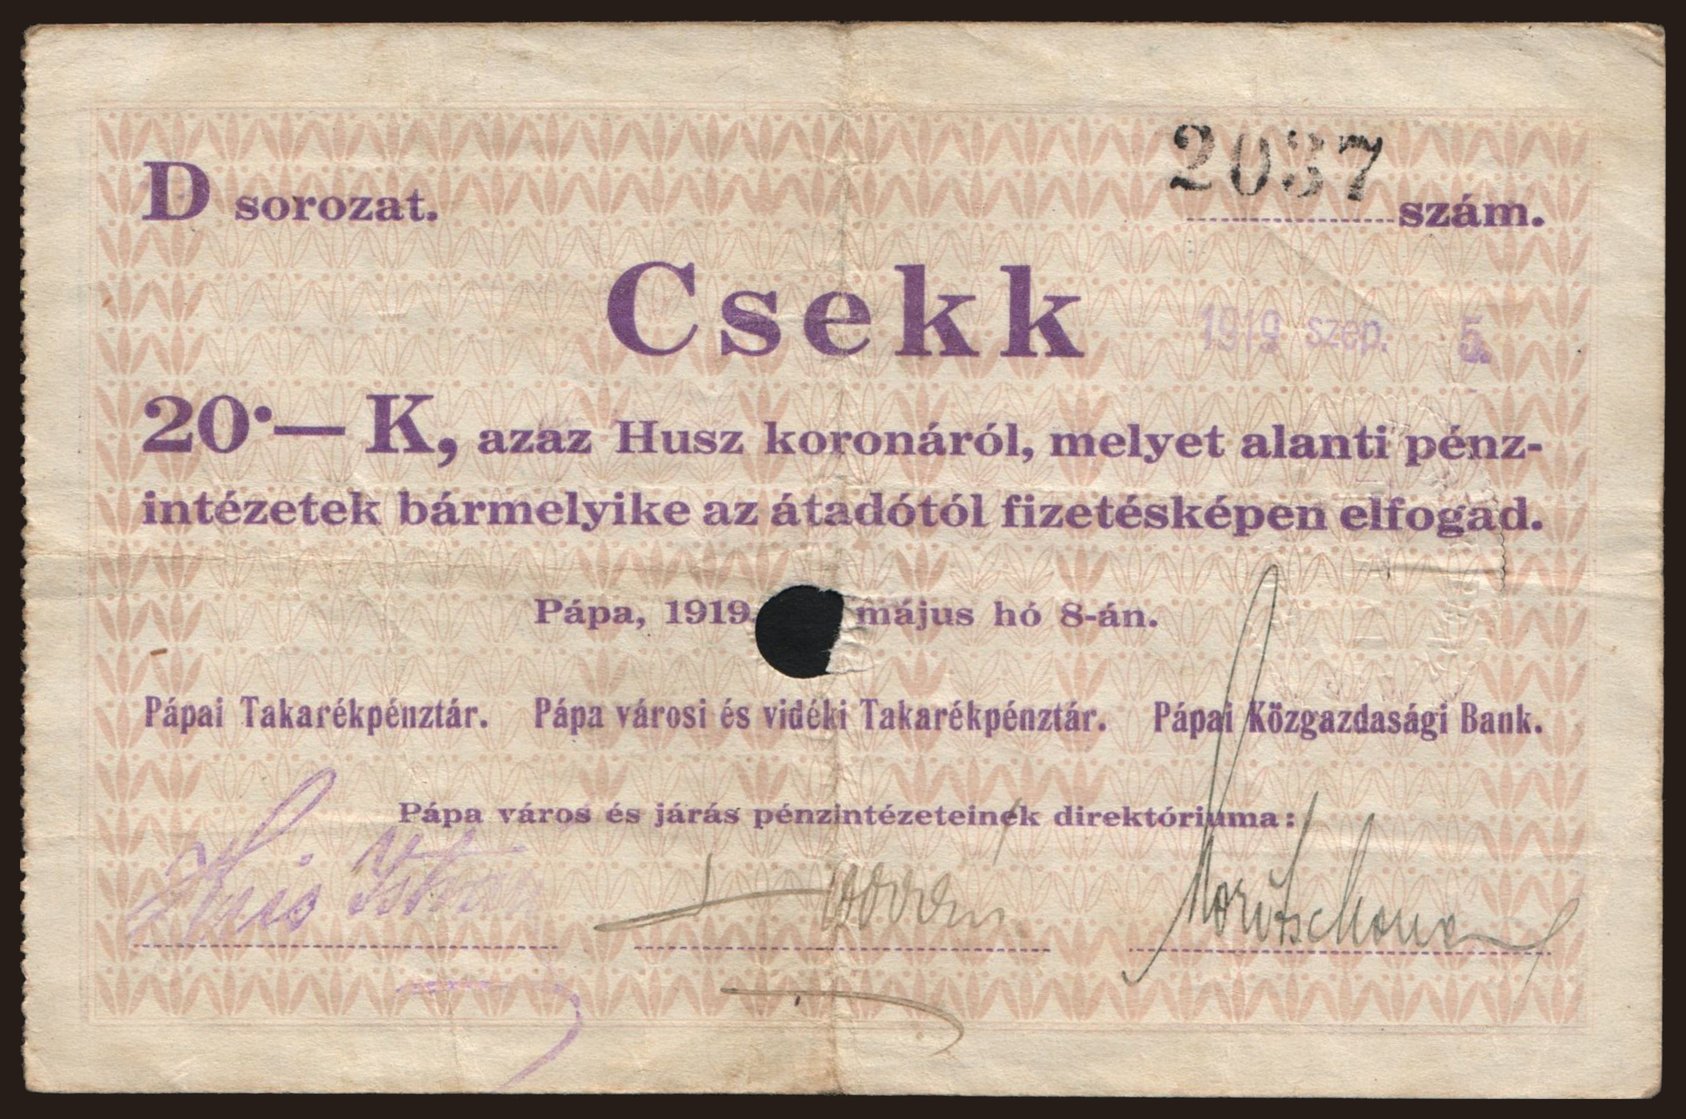 D sorozat.
2037 szám.
Csekk
1919 szep. 5.
20·— K, azaz Husz koronáról, melyet alanti pénz-
intézetek bármelyike az átadótól fizetésképen elfogad.
Pápa, 1919. május hó 8-án.
Pápai Takarékpénztár. Pápa városi és vidéki Takarékpénztár. Pápai Közgazdasági Bank.
Pápa város és járás pénzintézeteinek direktóriuma:
István